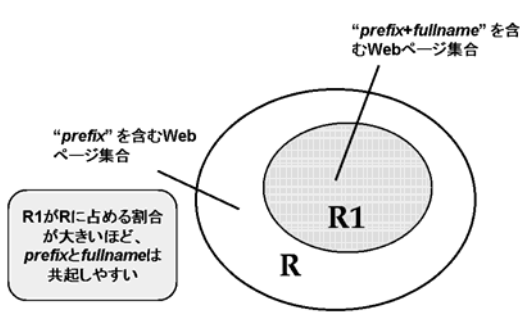 “prefix+fullname” を含
むWebページ集合
“prefix” を含むWeb
ページ集合
R1がRに占める割合
が大きいほど、
prefixとfullnameは
共起しやすい
R1
R